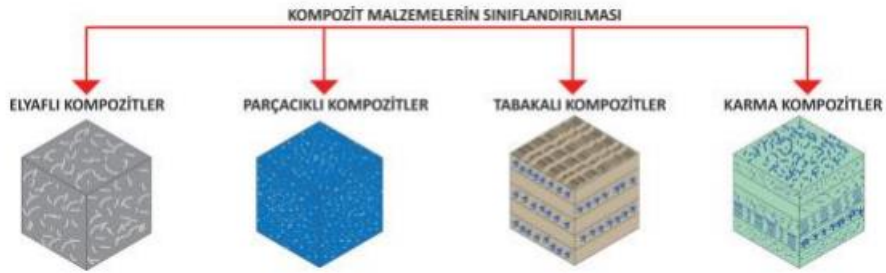 KOMPOZİT MALZEMELERİN SINIFLANDIRILMASI
ELYAFLI KOMPOZİTLER
PARÇACIKLI KOMPOZİTLER
TABAKALI KOMPOZİTLER
KARMA KOMPOZİTLER